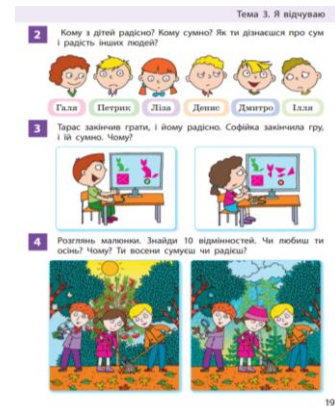 Тема 3. Я відчуваю
2 Кому з дітей радісно? Кому сумно? Як ти дізнаєшся про сум
і радість інших людей?
Галя Петрик Ліза Денис Дмитро Ілля
3 Тарас закінчив грати, і йому радісно. Софійка закінчила гру,
і їй сумно. Чому?
4 Розглянь малюнки. Знайди 10 відмінностей. Чи любиш ти
осінь? Чому? Ти восени сумуєш чи радієш?
19